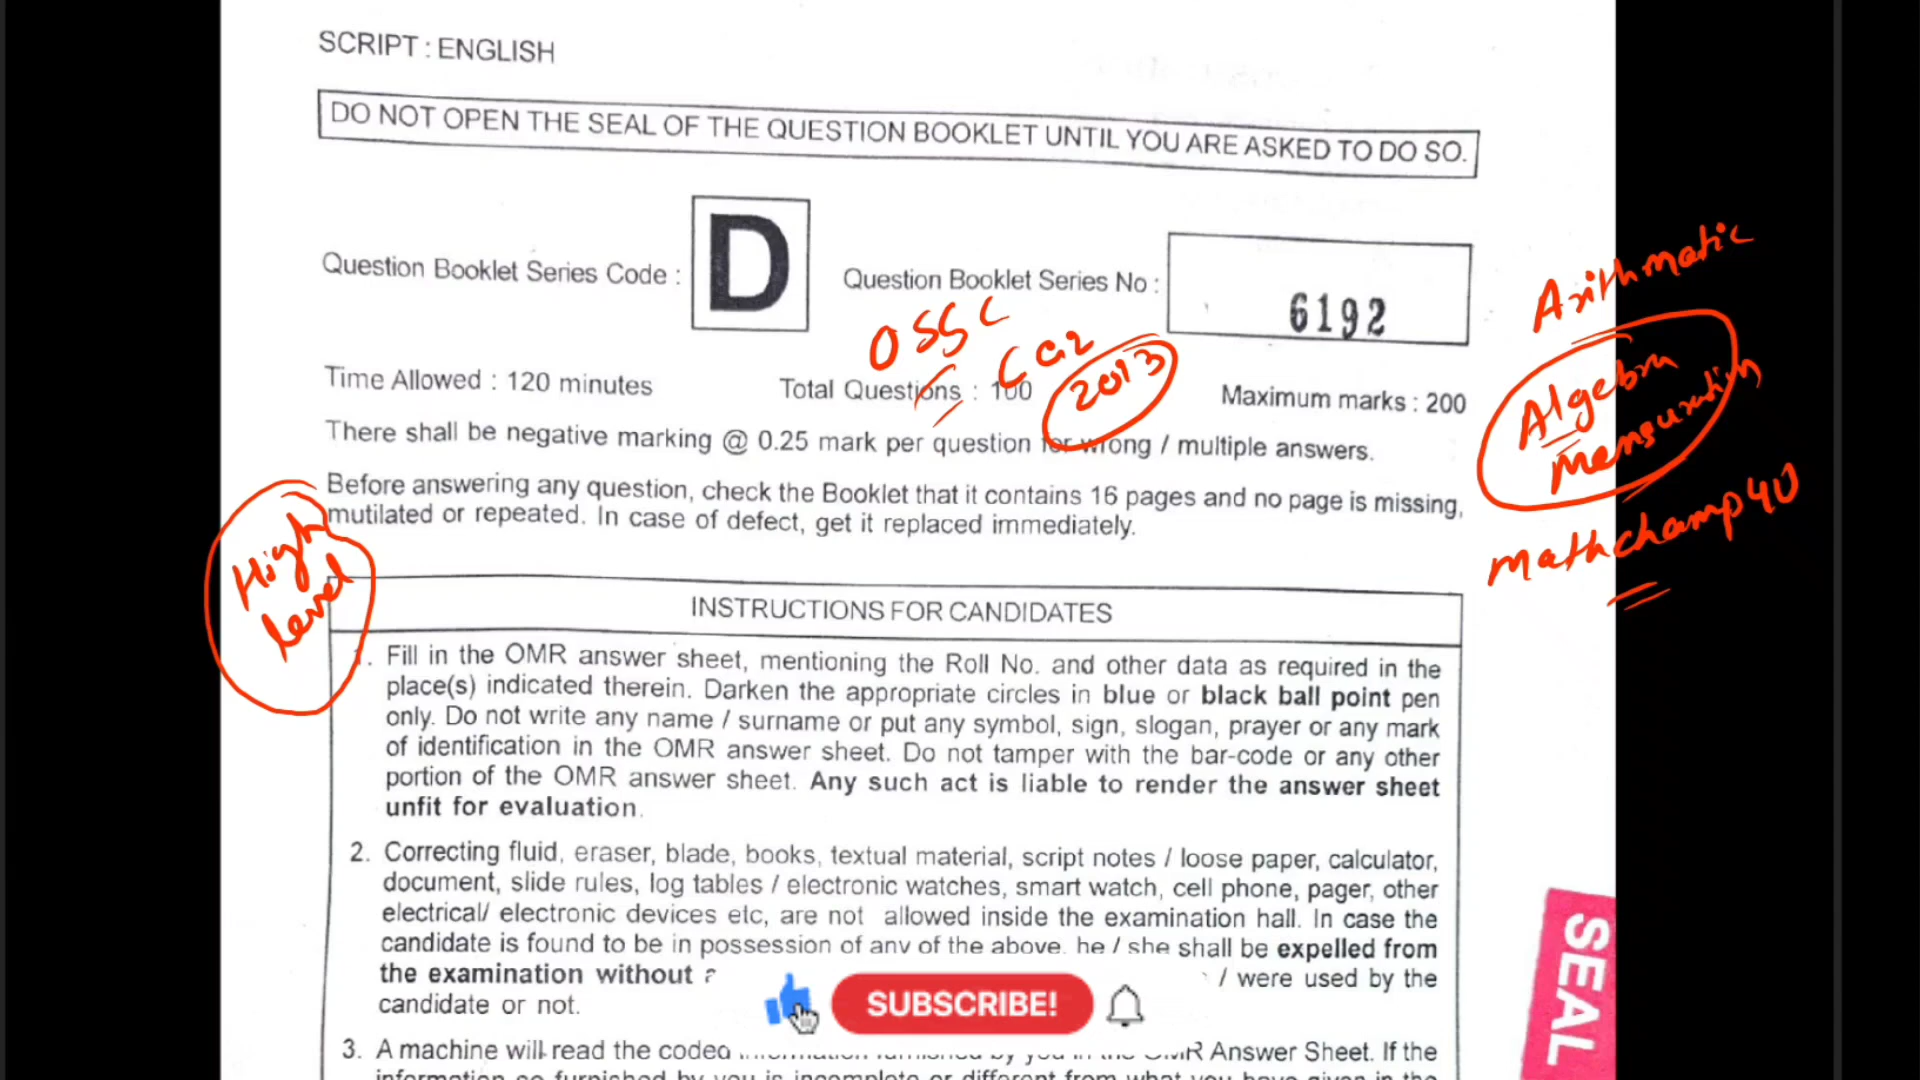 SCRIPT : ENGLISH
DO NOT OPEN THE SEAL OF THE QUESTION BOOKLET UNTIL YOU ARE ASKED TO DO SO.
Question Booklet Series Code : D
Question Booklet Series No : 6192
OSSC
CG2
2013
Arithmatic
Algebra
mensuration
mathchamp4U
Time Allowed : 120 minutes
Total Questions : 100
Maximum marks : 200
There shall be negative marking @ 0.25 mark per question for wrong / multiple answers.
Before answering any question, check the Booklet that it contains 16 pages and no page is missing,
mutilated or repeated. In case of defect, get it replaced immediately.
High
level
INSTRUCTIONS FOR CANDIDATES
1. Fill in the OMR answer sheet, mentioning the Roll No. and other data as required in the
place(s) indicated therein. Darken the appropriate circles in blue or black ball point pen
only. Do not write any name / surname or put any symbol, sign, slogan, prayer or any mark
of identification in the OMR answer sheet. Do not tamper with the bar-code or any other
portion of the OMR answer sheet. Any such act is liable to render the answer sheet
unfit for evaluation.
2. Correcting fluid, eraser, blade, books, textual material, script notes / loose paper, calculator,
document, slide rules, log tables / electronic watches, smart watch, cell phone, pager, other
electrical/ electronic devices etc, are not allowed inside the examination hall. In case the
candidate is found to be in possession of any of the above, he / she shall be expelled from
the examination without / were used by the
candidate or not.
SUBSCRIBE!
SEAL
3. A machine will read the coded by you in the OMR Answer Sheet. If the